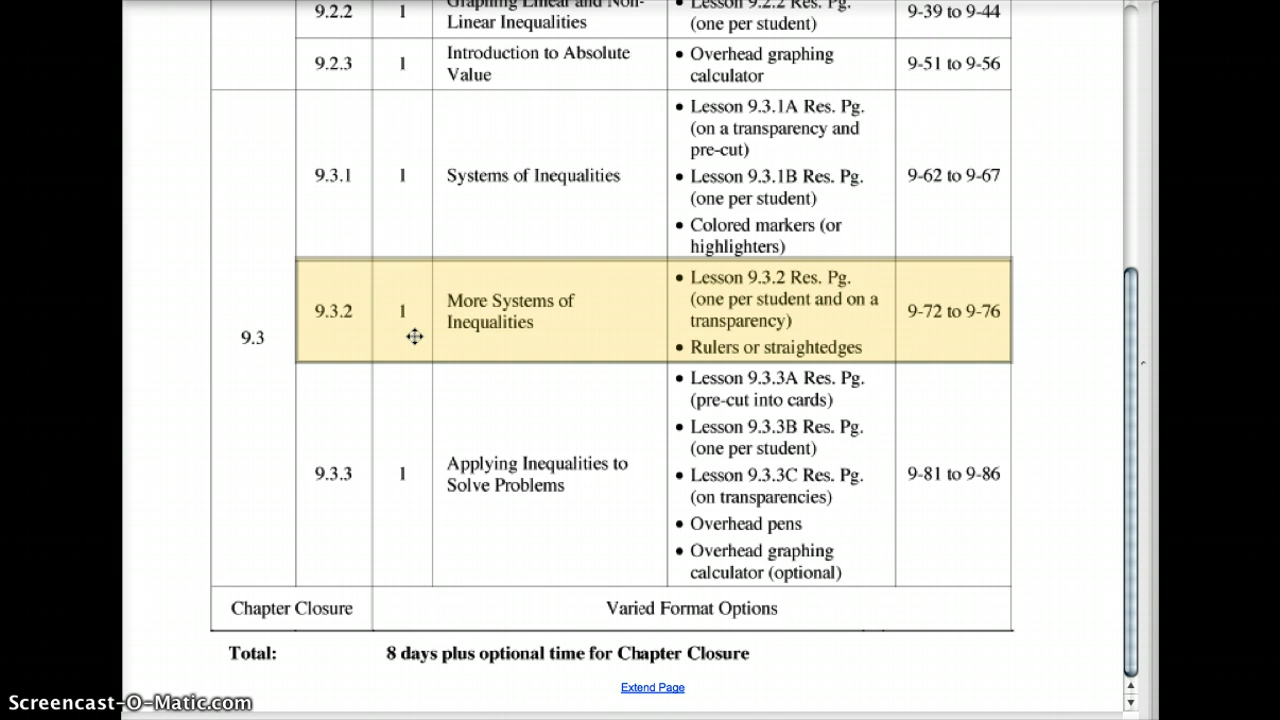 9.2.2 1 Graphing Linear and Non- • Lesson 9.2.2 Res. Pg. 9-39 to 9-44
Linear Inequalities (one per student)
9.2.3 1 Introduction to Absolute • Overhead graphing 9-51 to 9-56
Value calculator
• Lesson 9.3.1A Res. Pg.
(on a transparency and
pre-cut)
9.3.1 1 Systems of Inequalities • Lesson 9.3.1B Res. Pg. 9-62 to 9-67
(one per student)
• Colored markers (or
highlighters)
• Lesson 9.3.2 Res. Pg.
9.3.2 1 More Systems of (one per student and on a 9-72 to 9-76
Inequalities transparency)
9.3 • Rulers or straightedges
• Lesson 9.3.3A Res. Pg.
(pre-cut into cards)
• Lesson 9.3.3B Res. Pg.
(one per student)
9.3.3 1 Applying Inequalities to • Lesson 9.3.3C Res. Pg. 9-81 to 9-86
Solve Problems (on transparencies)
• Overhead pens
• Overhead graphing
calculator (optional)
Chapter Closure Varied Format Options
Total: 8 days plus optional time for Chapter Closure
Extend Page
Screencast-O-Matic.com